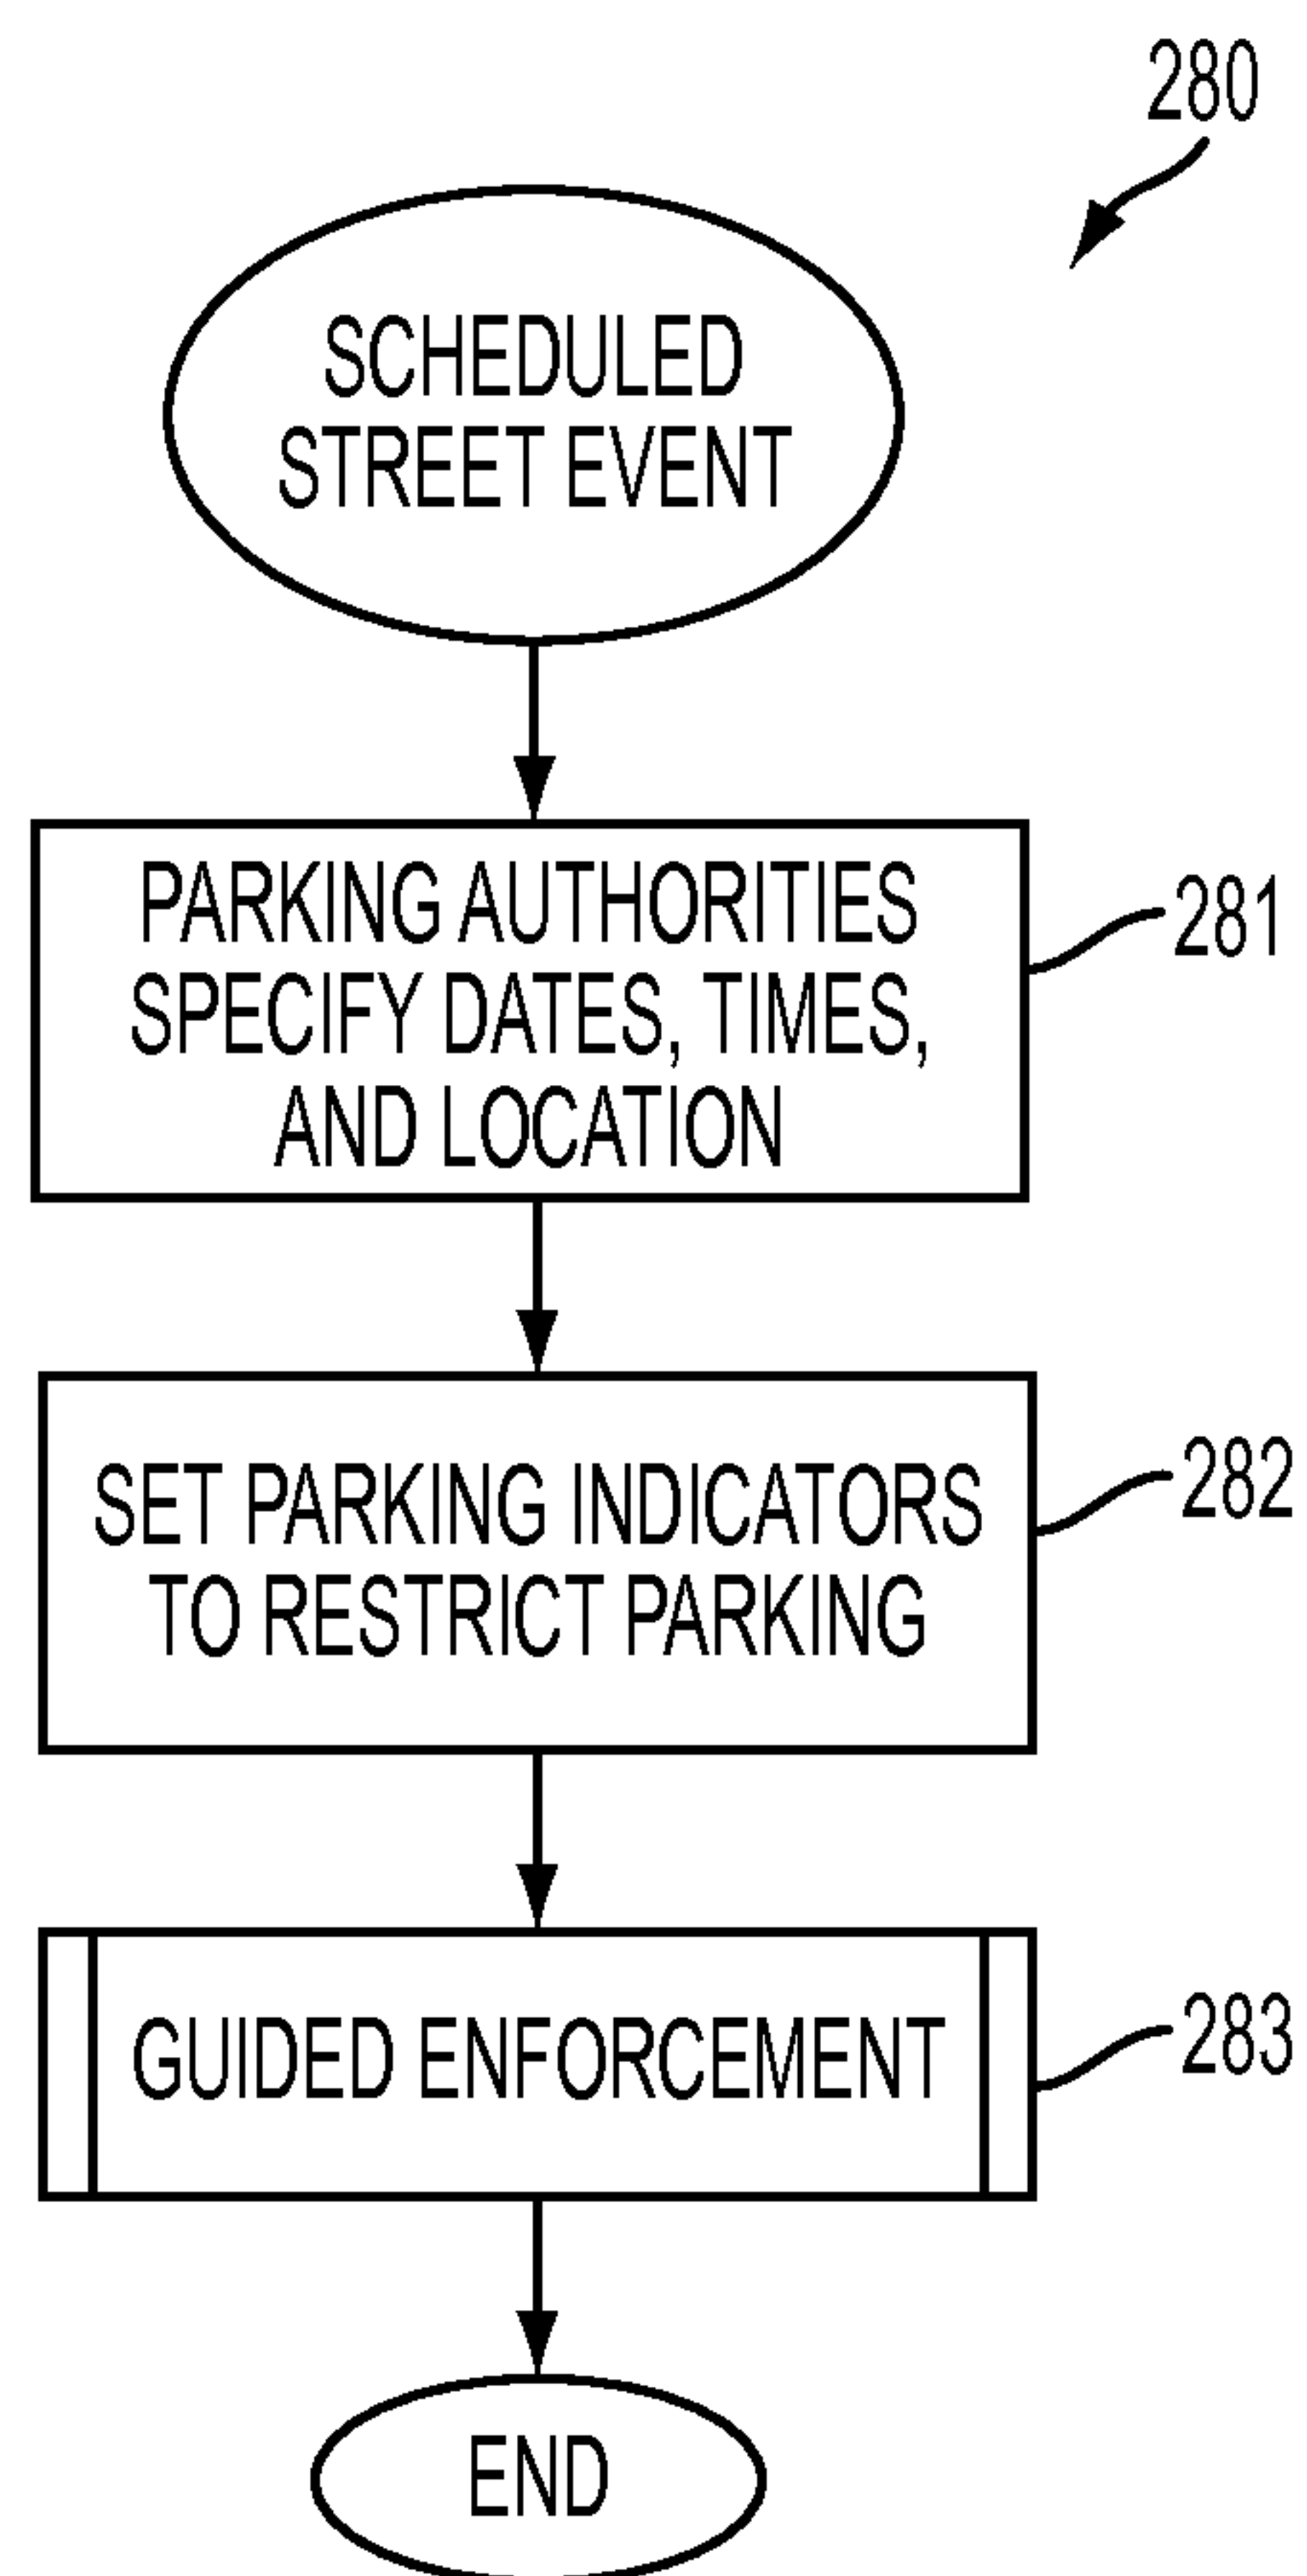 280
SCHEDULED
STREET EVENT
PARKING AUTHORITIES
SPECIFY DATES, TIMES,
AND LOCATION
281
SET PARKING INDICATORS
TO RESTRICT PARKING
282
GUIDED ENFORCEMENT
283
END